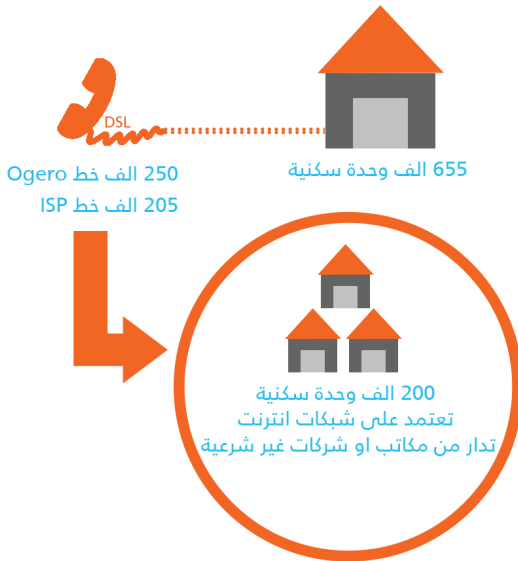 DSL
250 الف خط Ogero
205 الف خط ISP
655 الف وحدة سكنية
200 الف وحدة سكنية
تعتمد على شبكات انترنت
تدار من مكاتب او شركات غير شرعية